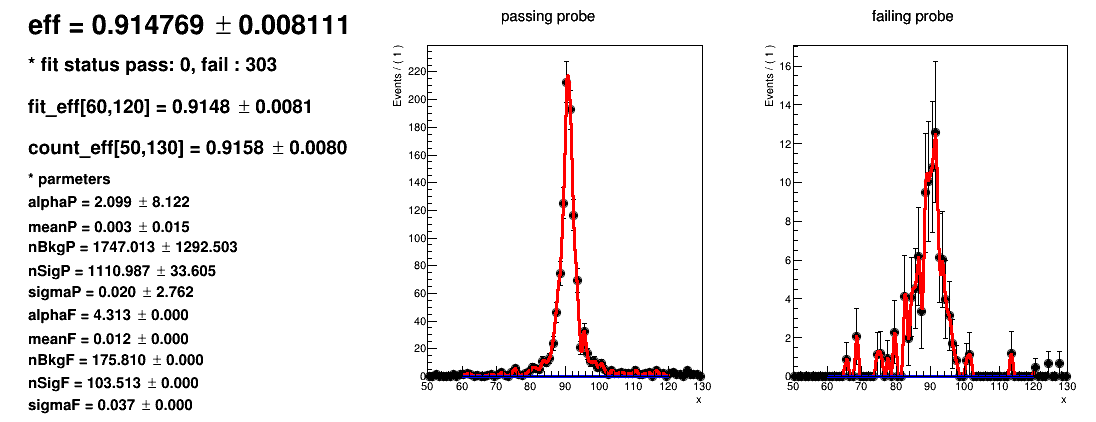 eff = 0.914769 ± 0.008111
* fit status pass: 0, fail : 303
fit_eff[60,120] = 0.9148 ± 0.0081
count_eff[50,130] = 0.9158 ± 0.0080
* parmeters
alphaP = 2.099 ± 8.122
meanP = 0.003 ± 0.015
nBkgP = 1747.013 ± 1292.503
nSigP = 1110.987 ± 33.605
sigmaP = 0.020 ± 2.762
alphaF = 4.313 ± 0.000
meanF = 0.012 ± 0.000
nBkgF = 175.810 ± 0.000
nSigF = 103.513 ± 0.000
sigmaF = 0.037 ± 0.000
passing probe
Events / ( 1 )
220
200
180
160
140
120
100
80
60
40
20
0
50 60 70 80 90 100 110 120 130
x
failing probe
Events / ( 1 )
16
14
12
10
8
6
4
2
0
50 60 70 80 90 100 110 120 130
x